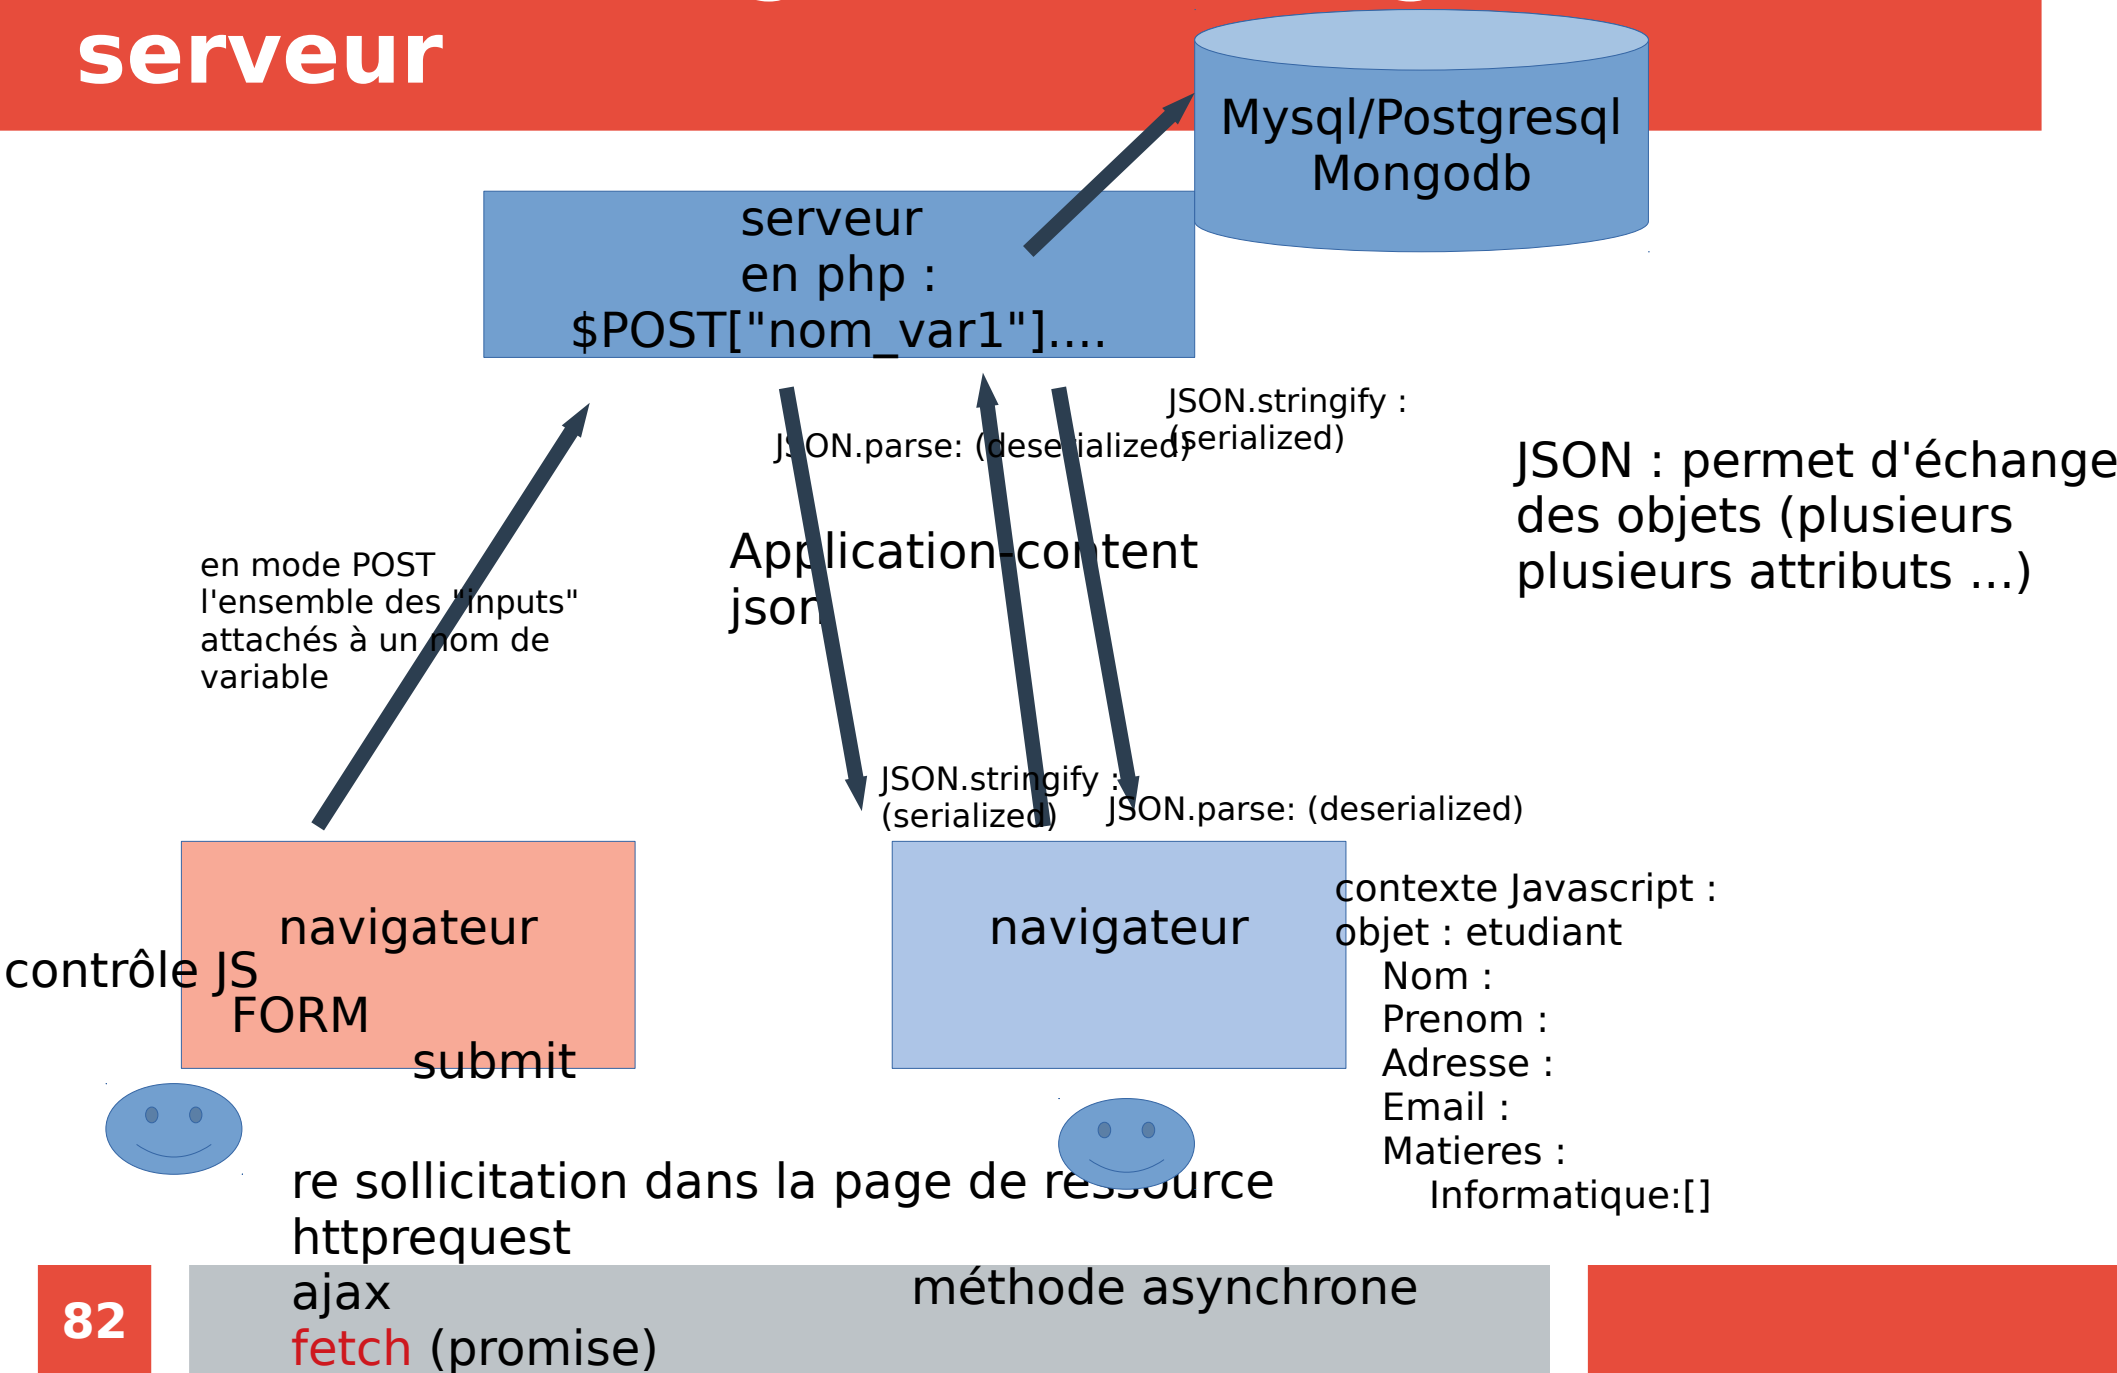 serveur
Mysql/Postgresql
Mongodb
serveur
en php :
$POST["nom_var1"]....
JSON.stringify :
(serialized)
JSON.parse: (deserialized)
JSON : permet d'échange
des objets (plusieurs
plusieurs attributs ...)
Application-content
json
en mode POST
l'ensemble des "inputs"
attachés à un nom de
variable
JSON.stringify :
(serialized)
JSON.parse: (deserialized)
navigateur
contrôle JS
FORM
submit
navigateur
contexte Javascript :
objet : etudiant
Nom :
Prenom :
Adresse :
Email :
Matieres :
Informatique:[]
re sollicitation dans la page de ressource
httprequest
ajax
fetch (promise)
méthode asynchrone
82